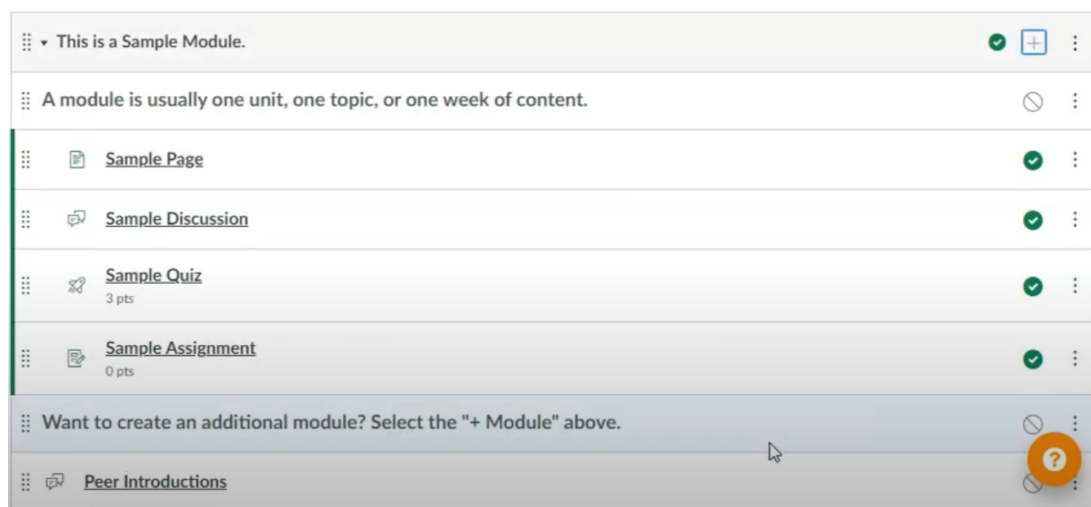 This is a Sample Module.
A module is usually one unit, one topic, or one week of content.
Sample Page
Sample Discussion
Sample Quiz
3 pts
Sample Assignment
0 pts
Want to create an additional module? Select the "+ Module" above.
Peer Introductions